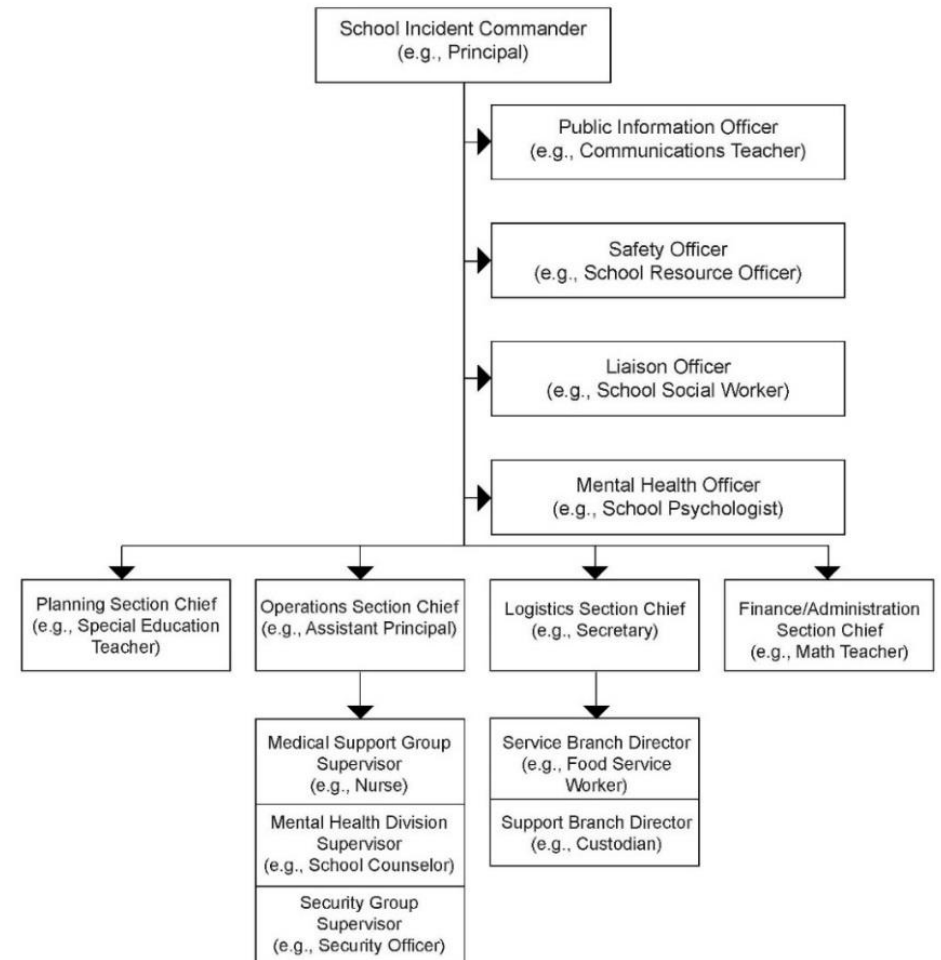 School Incident Commander
(e.g., Principal)
Public Information Officer
(e.g., Communications Teacher)
Safety Officer
(e.g., School Resource Officer)
Liaison Officer
(e.g., School Social Worker)
Mental Health Officer
(e.g., School Psychologist)
Planning Section Chief
(e.g., Special Education
Teacher)
Operations Section Chief
(e.g., Assistant Principal)
Logistics Section Chief
(e.g., Secretary)
Finance/Administration
Section Chief
(e.g., Math Teacher)
Medical Support Group
Supervisor
(e.g., Nurse)
Mental Health Division
Supervisor
(e.g., School Counselor)
Security Group
Supervisor
(e.g., Security Officer)
Service Branch Director
(e.g., Food Service
Worker)
Support Branch Director
(e.g., Custodian)